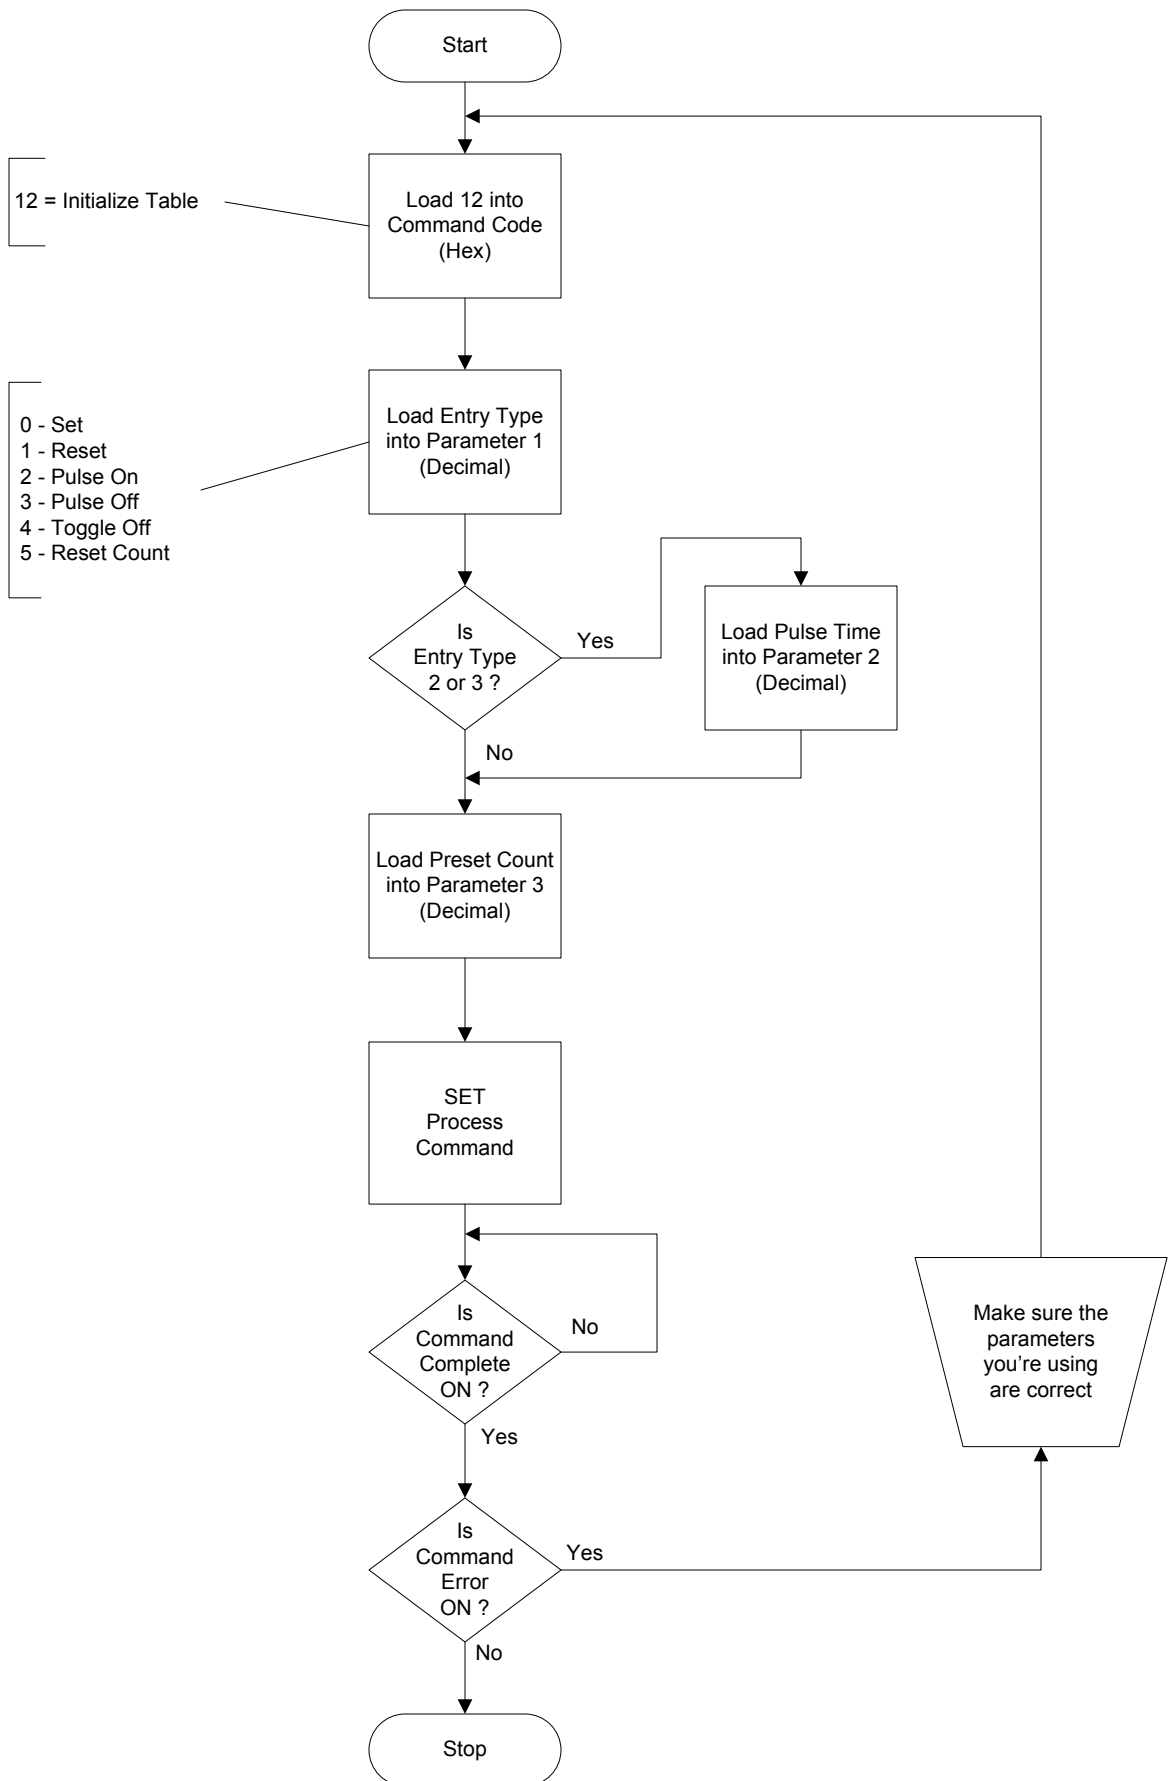 Start
12 = Initialize Table
Load 12 into
Command Code
(Hex)
0 - Set
1 - Reset
2 - Pulse On
3 - Pulse Off
4 - Toggle Off
5 - Reset Count
Load Entry Type
into Parameter 1
(Decimal)
Is
Entry Type
2 or 3 ?
Yes
Load Pulse Time
into Parameter 2
(Decimal)
No
Load Preset Count
into Parameter 3
(Decimal)
SET
Process
Command
Is
Command
Complete
ON ?
No
Yes
Make sure the
parameters
you're using
are correct
Is
Command
Error
ON ?
Yes
No
Stop